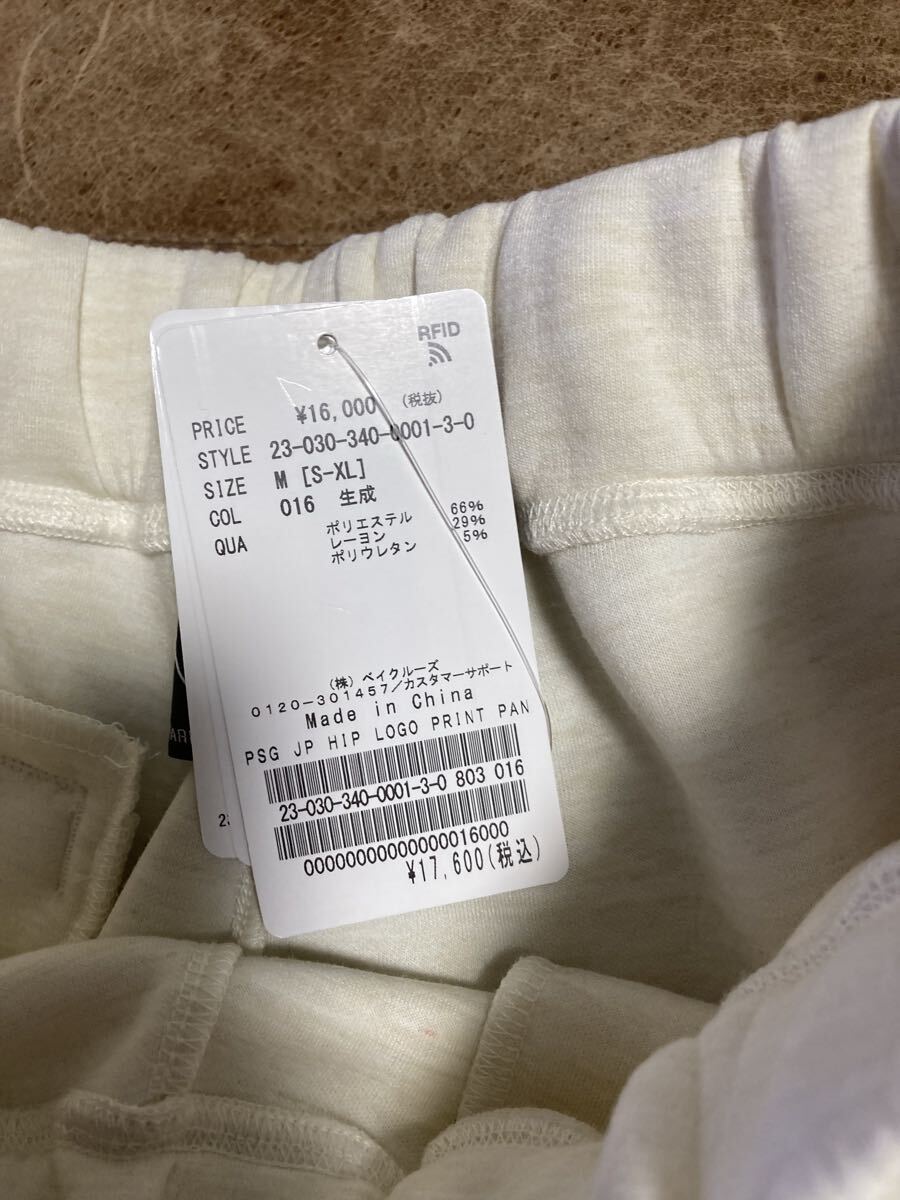 RFID
PRICE ¥16,000 (税抜)
STYLE 23-030-340-0001-3-0
SIZE M [S-XL]
COL 016 生成
QUA ポリエステル 66%
レーヨン 29%
ポリウレタン 5%
(株) ベイクルーズ
0120-301457/カスタマーサポート
Made in China
PSG JP HIP LOGO PRINT PAN
23-030-340-0001-3-0 803 016
00000000000000016000
¥17,600(税込)